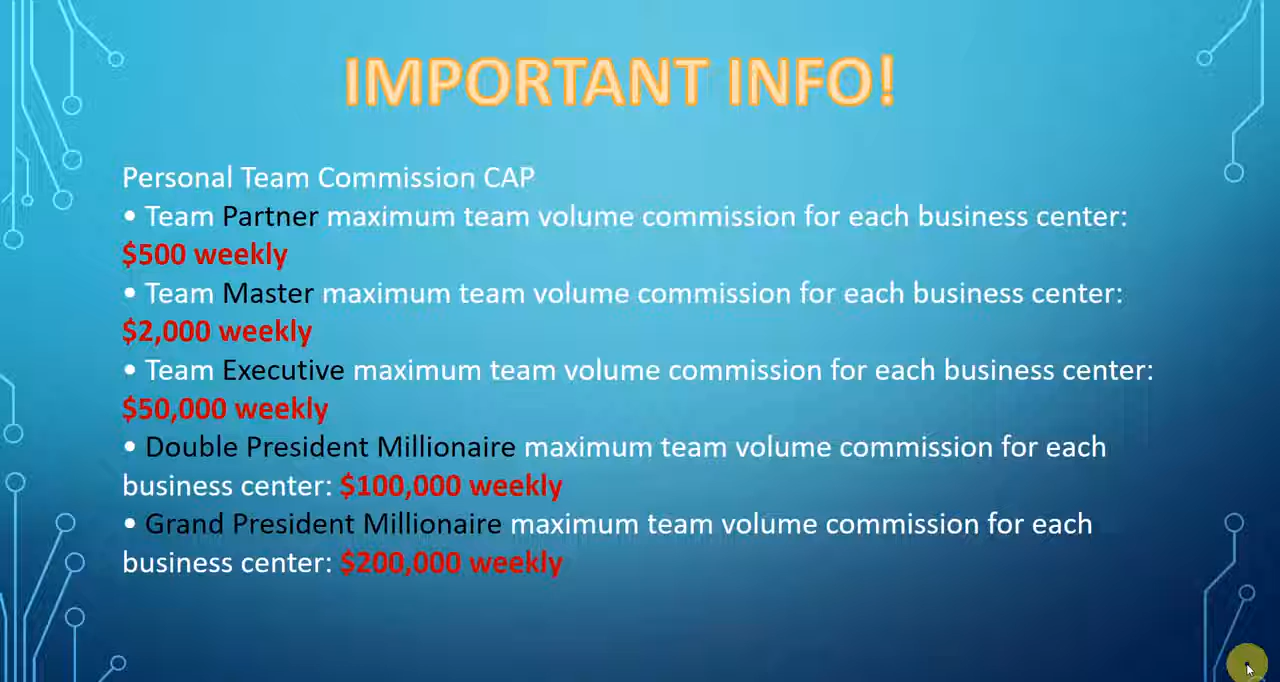 IMPORTANT INFO!
Personal Team Commission CAP
• Team Partner maximum team volume commission for each business center:
$500 weekly
• Team Master maximum team volume commission for each business center:
$2,000 weekly
• Team Executive maximum team volume commission for each business center:
$50,000 weekly
• Double President Millionaire maximum team volume commission for each
business center: $100,000 weekly
• Grand President Millionaire maximum team volume commission for each
business center: $200,000 weekly